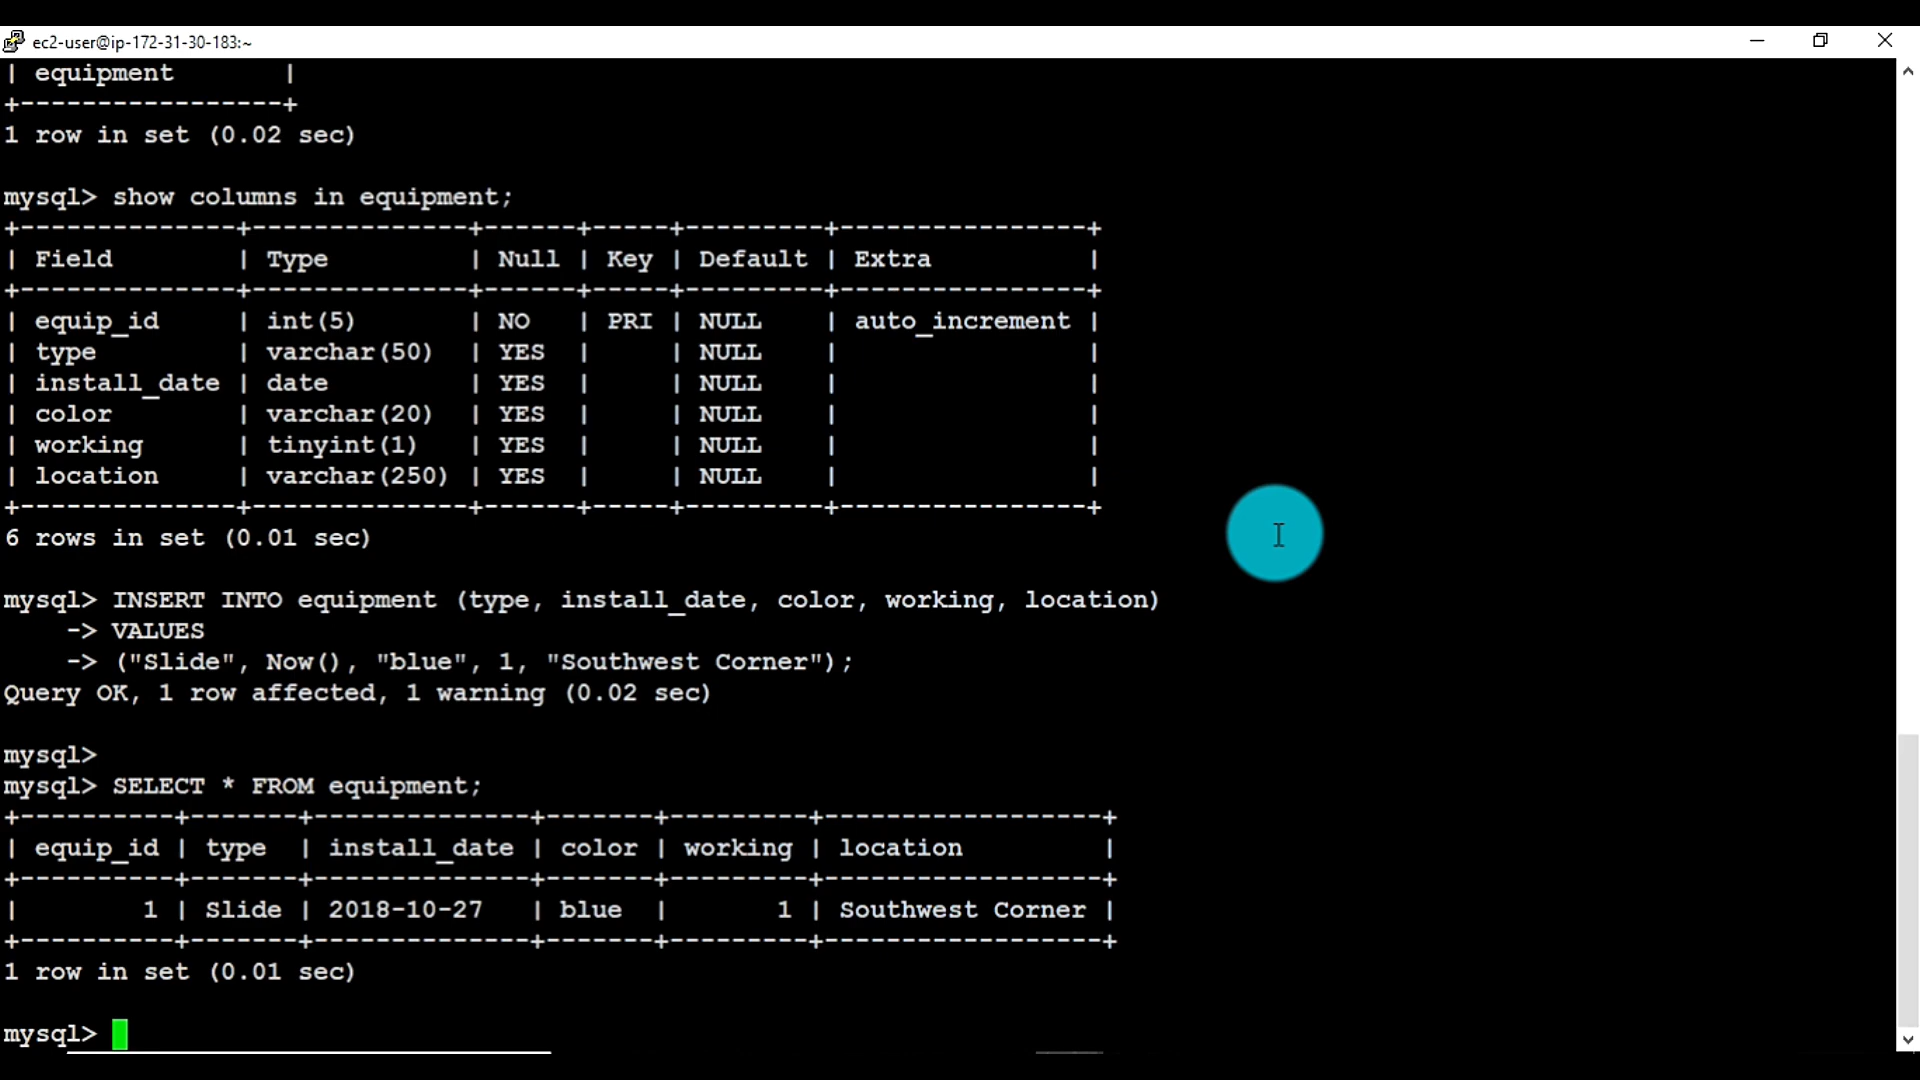 ec2-user@ip-172-31-30-183:~
| equipment       |
+-----------------+
1 row in set (0.02 sec)
mysql> show columns in equipment;
+--------------+--------------+------+-----+---------+----------------+
| Field        | Type         | Null | Key | Default | Extra          |
+--------------+--------------+------+-----+---------+----------------+
| equip_id     | int(5)       | NO   | PRI | NULL    | auto_increment |
| type         | varchar(50)  | YES  |     | NULL    |                |
| install_date | date         | YES  |     | NULL    |                |
| color        | varchar(20)  | YES  |     | NULL    |                |
| working      | tinyint(1)   | YES  |     | NULL    |                |
| location     | varchar(250) | YES  |     | NULL    |                |
+--------------+--------------+------+-----+---------+----------------+
6 rows in set (0.01 sec)
mysql> INSERT INTO equipment (type, install_date, color, working, location)
    -> VALUES
    -> ("Slide", Now(), "blue", 1, "Southwest Corner");
Query OK, 1 row affected, 1 warning (0.02 sec)
mysql>
mysql> SELECT * FROM equipment;
+----------+-------+--------------+-------+---------+------------------+
| equip_id | type  | install_date | color | working | location         |
+----------+-------+--------------+-------+---------+------------------+
|        1 | Slide | 2018-10-27   | blue  |       1 | Southwest Corner |
+----------+-------+--------------+-------+---------+------------------+
1 row in set (0.01 sec)
mysql>